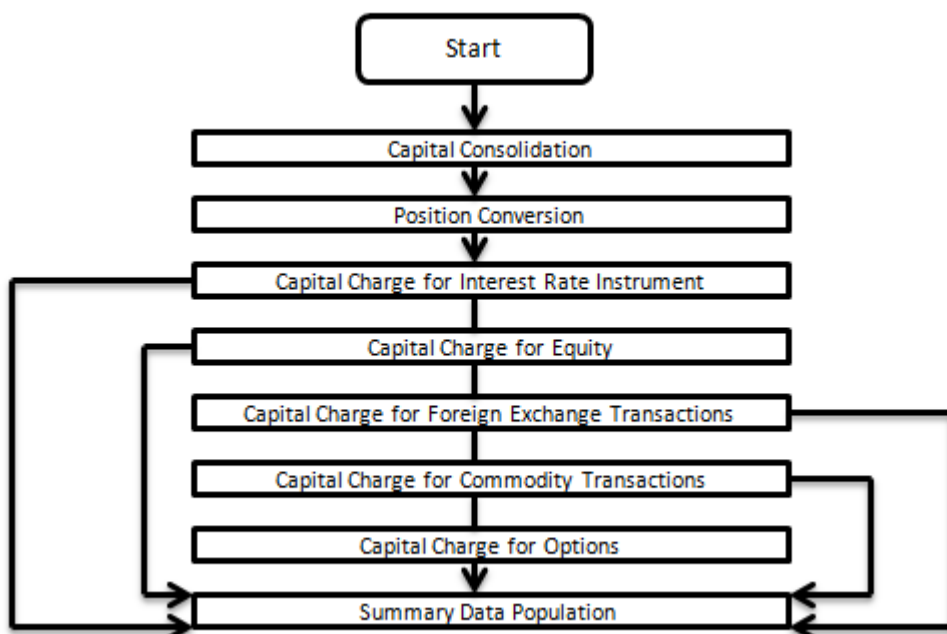 Start
Capital Consolidation
Position Conversion
Capital Charge for Interest Rate Instrument
Capital Charge for Equity
Capital Charge for Foreign Exchange Transactions
Capital Charge for Commodity Transactions
Capital Charge for Options
Summary Data Population